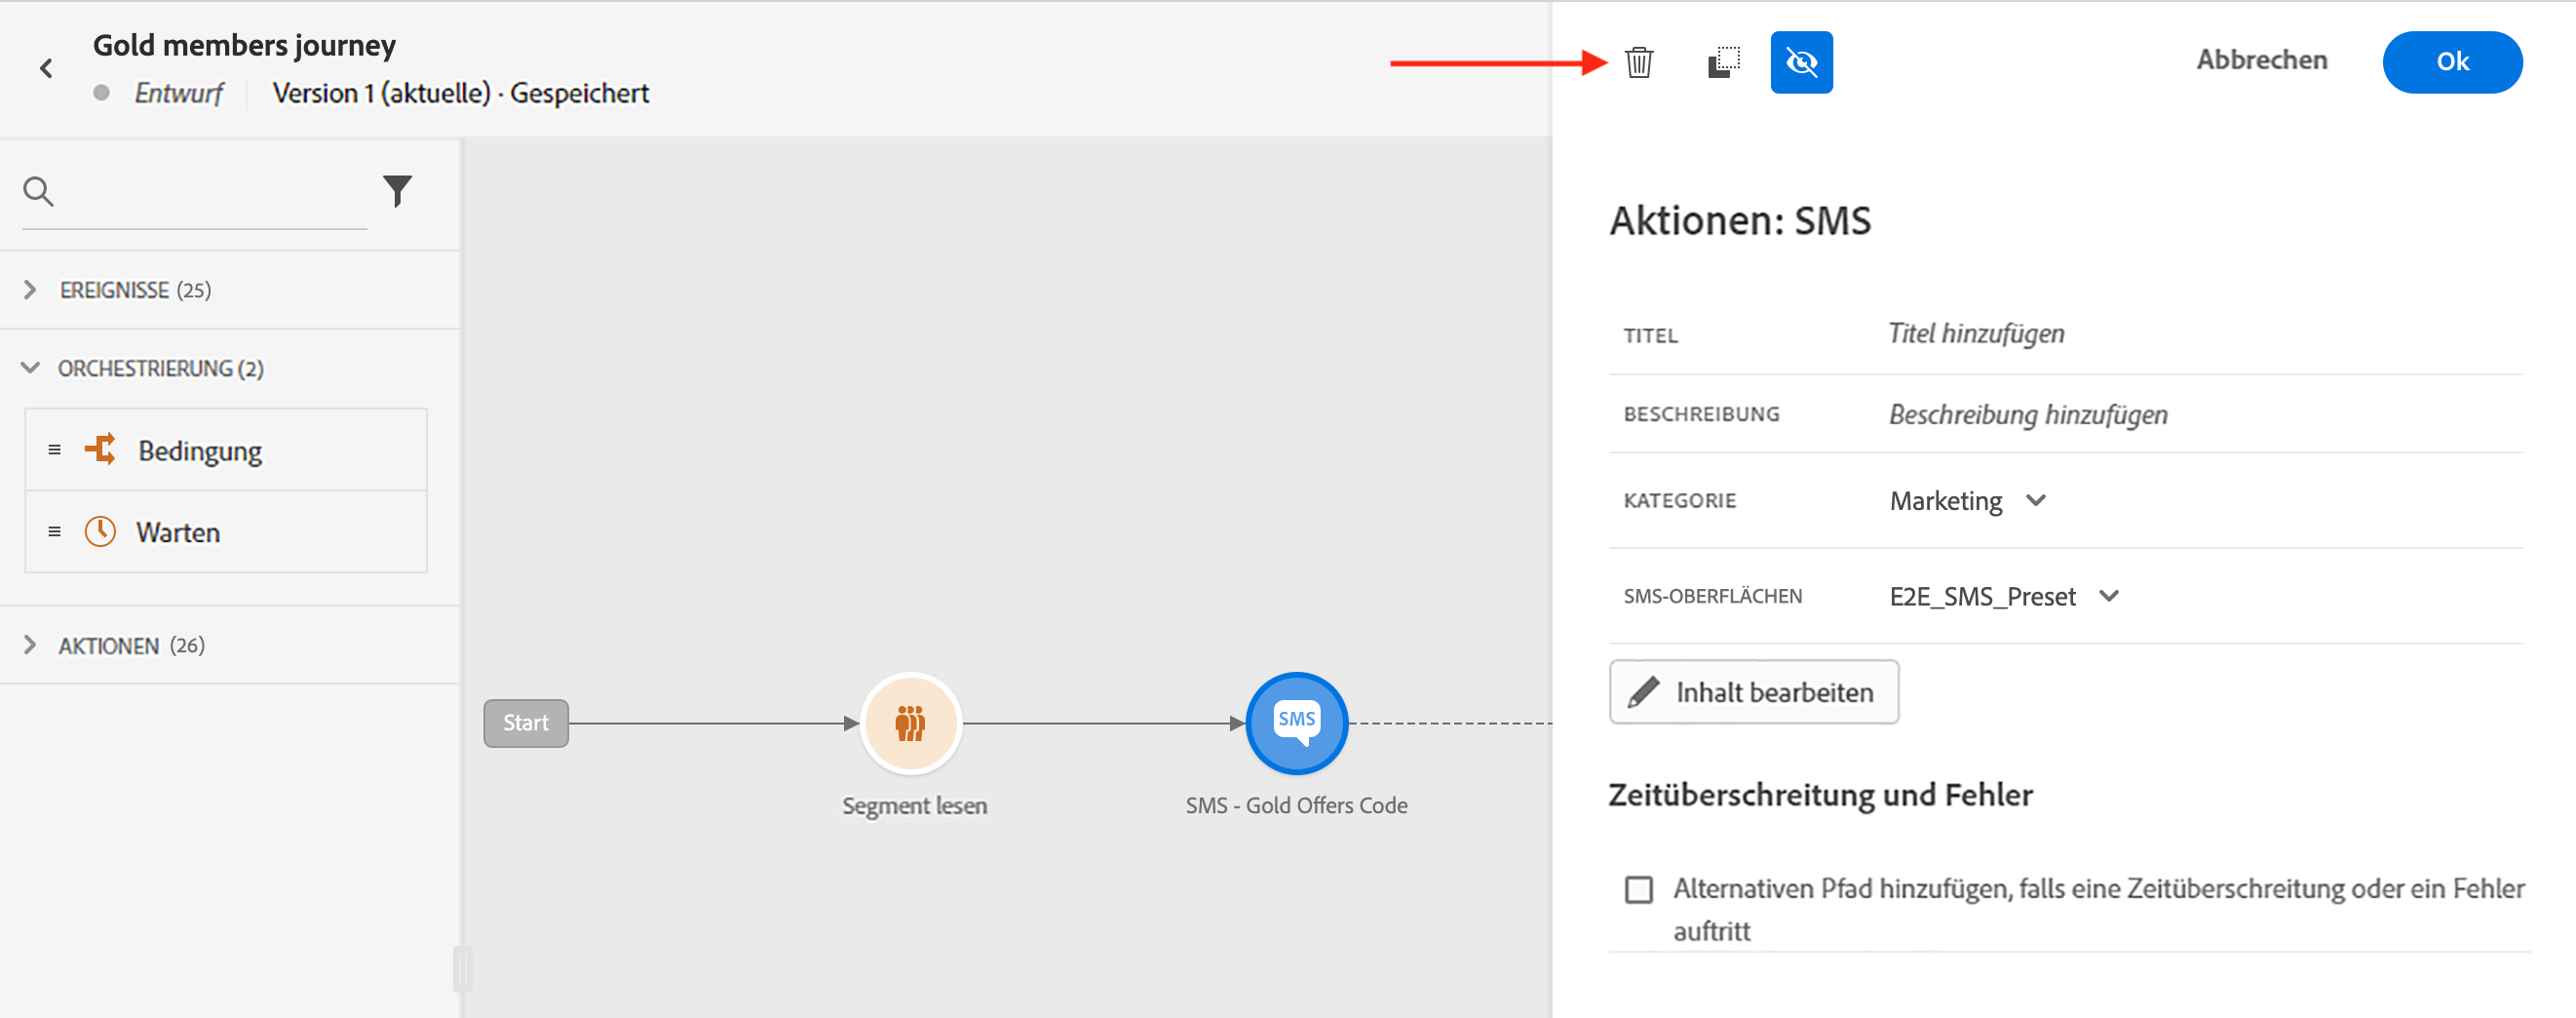 Gold members journey
Entwurf
Version 1 (aktuelle) · Gespeichert
Abbrechen
Ok
EREIGNISSE (25)
ORCHESTRIERUNG (2)
Bedingung
Warten
AKTIONEN (26)
Start
Segment lesen
SMS
SMS - Gold Offers Code
Aktionen: SMS
TITEL
Titel hinzufügen
BESCHREIBUNG
Beschreibung hinzufügen
KATEGORIE
Marketing
SMS-OBERFLÄCHEN
E2E_SMS_Preset
Inhalt bearbeiten
Zeitüberschreitung und Fehler
Alternativen Pfad hinzufügen, falls eine Zeitüberschreitung oder ein Fehler
auftritt